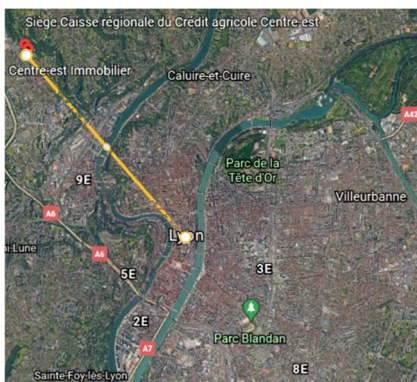 Siège Caisse régionale du Crédit agricole Centre.est
Centre-est Immobilier
Caluire-et-Cuire
A42
Parc de la
Tête d'Or
9E
Villeurbanne
A6
Lyon
A6
5E
3E
2E
Parc Blandan
A7
8E
Sainte-Foy-lès-Lyon